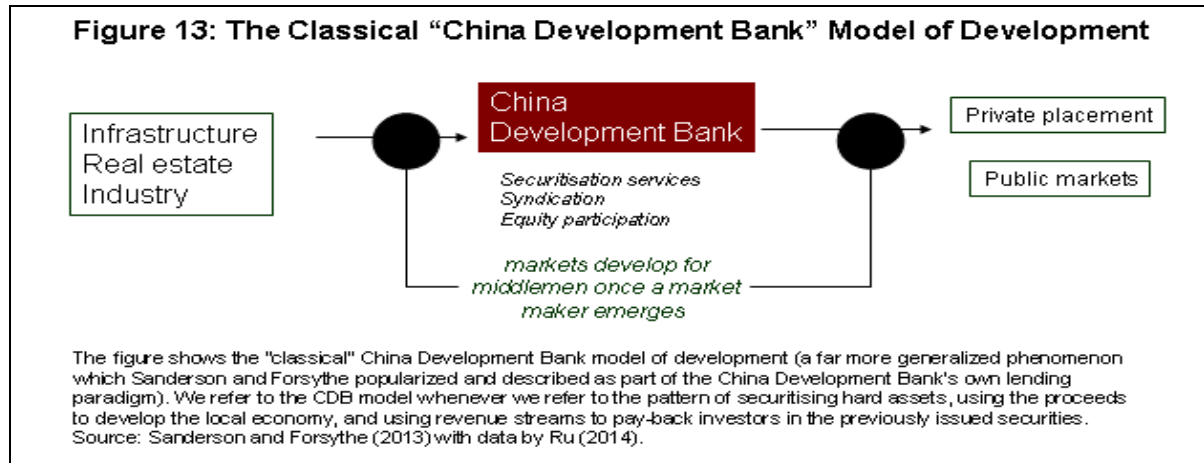 Figure 13: The Classical “China Development Bank” Model of Development
Infrastructure
Real estate
Industry
China
Development Bank
Securitisation services
Syndication
Equity participation
markets develop for
middlemen once a market
maker emerges
Private placement
Public markets
The figure shows the "classical" China Development Bank model of development (a far more generalized phenomenon
which Sanderson and Forsythe popularized and described as part of the China Development Bank's own lending
paradigm). We refer to the CDB model whenever we refer to the pattern of securitising hard assets, using the proceeds
to develop the local economy, and using revenue streams to pay-back investors in the previously issued securities.
Source: Sanderson and Forsythe (2013) with data by Ru (2014).